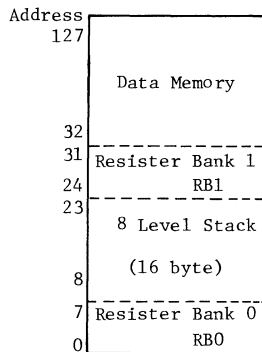 Address
127
Data Memory
32
31 Resister Bank 1
24 RB1
23
8 Level Stack
(16 byte)
8
7 Resister Bank 0
0 RB0